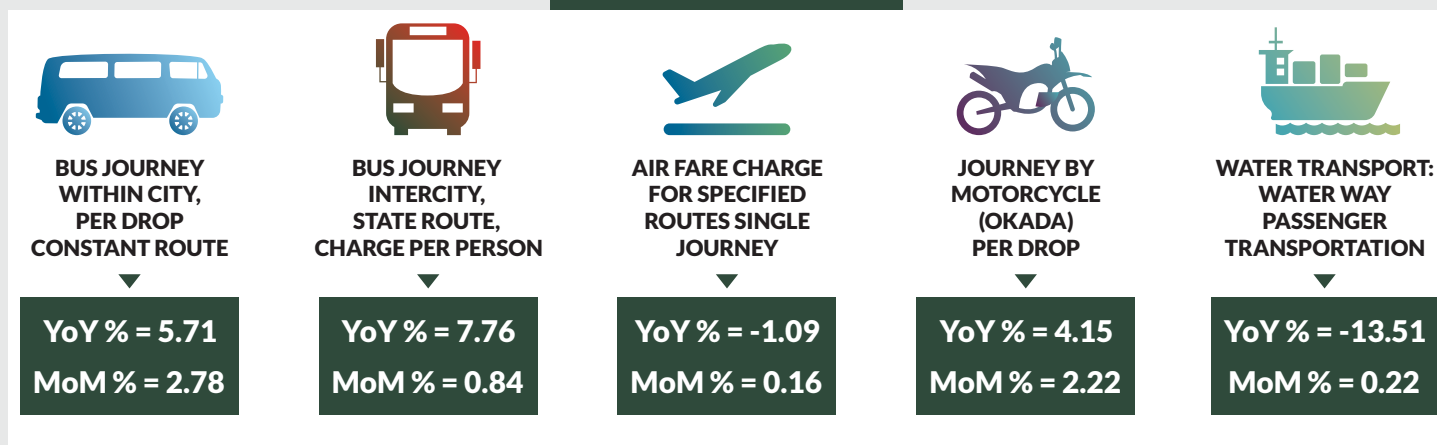 BUS JOURNEY
WITHIN CITY,
PER DROP
CONSTANT ROUTE
YoY % = 5.71
MoM % = 2.78
BUS JOURNEY
INTERCITY,
STATE ROUTE,
CHARGE PER PERSON
YoY % = 7.76
MoM % = 0.84
AIR FARE CHARGE
FOR SPECIFIED
ROUTES SINGLE
JOURNEY
YoY % = -1.09
MoM % = 0.16
JOURNEY BY
MOTORCYCLE
(OKADA)
PER DROP
YoY % = 4.15
MoM % = 2.22
WATER TRANSPORT:
WATER WAY
PASSENGER
TRANSPORTATION
YoY % = -13.51
MoM % = 0.22